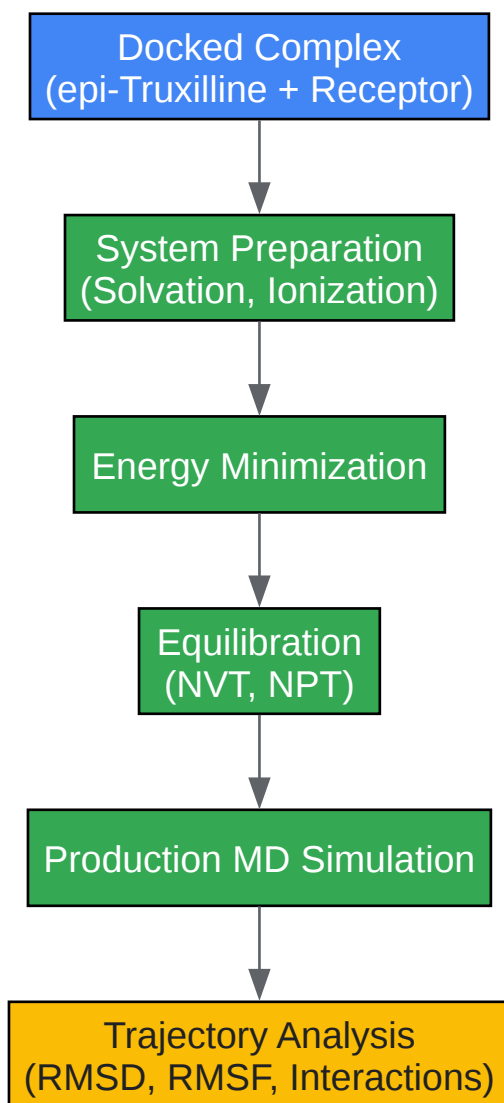 Docked Complex
(epi-Truxilline + Receptor)
System Preparation
(Solvation, Ionization)
Energy Minimization
Equilibration
(NVT, NPT)
Production MD Simulation
Trajectory Analysis
(RMSD, RMSF, Interactions)